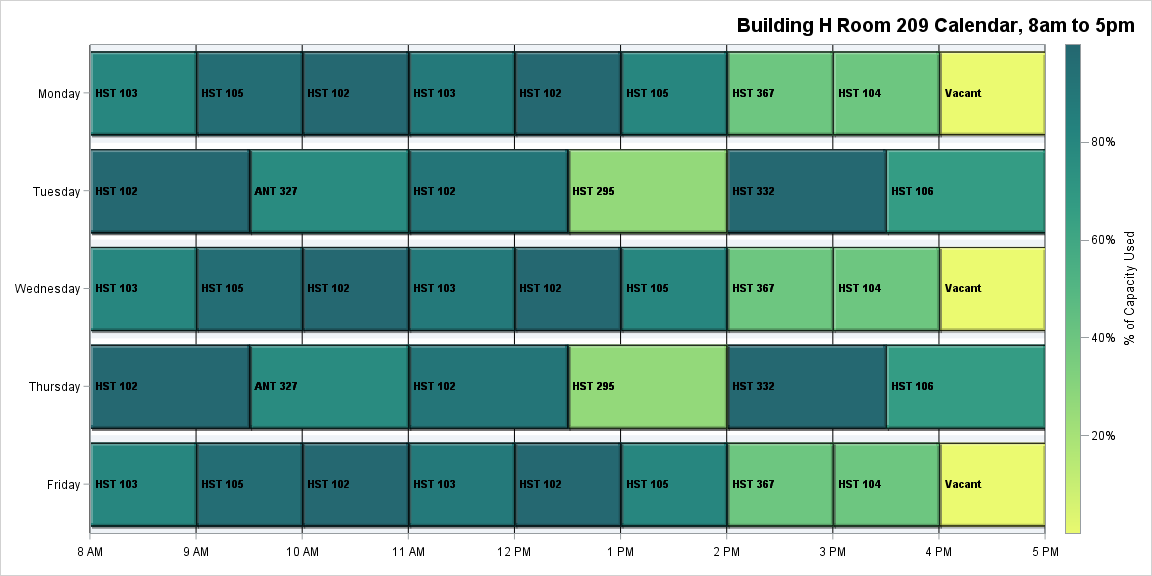 Building H Room 209 Calendar, 8am to 5pm
Monday HST 103 HST 105 HST 102 HST 103 HST 102 HST 105 HST 367 HST 104 Vacant
Tuesday HST 102 ANT 327 HST 102 HST 295 HST 332 HST 106
Wednesday HST 103 HST 105 HST 102 HST 103 HST 102 HST 105 HST 367 HST 104 Vacant
Thursday HST 102 ANT 327 HST 102 HST 295 HST 332 HST 106
Friday HST 103 HST 105 HST 102 HST 103 HST 102 HST 105 HST 367 HST 104 Vacant
8 AM 9 AM 10 AM 11 AM 12 PM 1 PM 2 PM 3 PM 4 PM 5 PM
80%
60%
40%
20%
% of Capacity Used